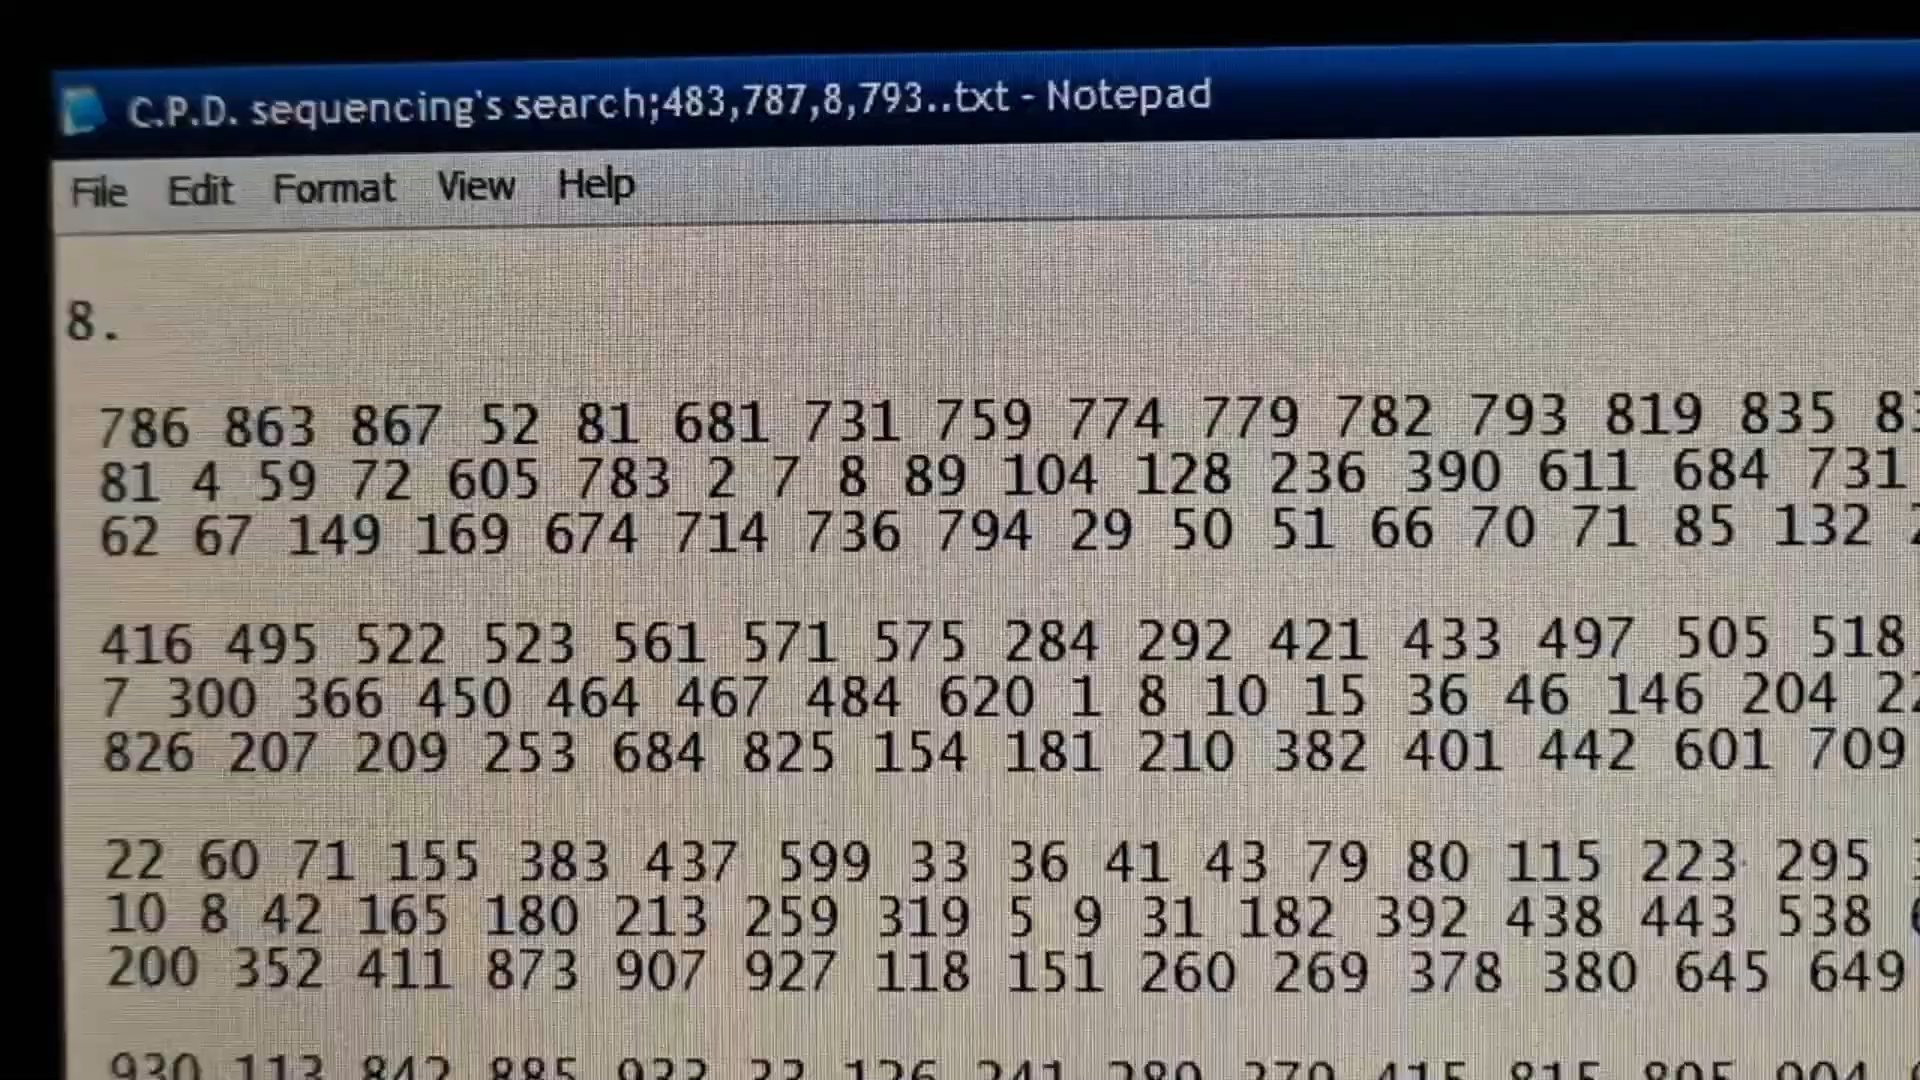 C.P.D. sequencing's search;483,787,8,793..txt - Notepad
File Edit Format View Help
8.
786 863 867 52 81 681 731 759 774 779 782 793 819 835
81 4 59 72 605 783 2 7 8 89 104 128 236 390 611 684 731
62 67 149 169 674 714 736 794 29 50 51 66 70 71 85 132
416 495 522 523 561 571 575 284 292 421 433 497 505 518
7 300 366 450 464 467 484 620 1 8 10 15 36 46 146 204
826 207 209 253 684 825 154 181 210 382 401 442 601 709
22 60 71 155 383 437 599 33 36 41 43 79 80 115 223 295
10 8 42 165 180 213 259 319 5 9 31 182 392 438 443 538
200 352 411 873 907 927 118 151 260 269 378 380 645 649